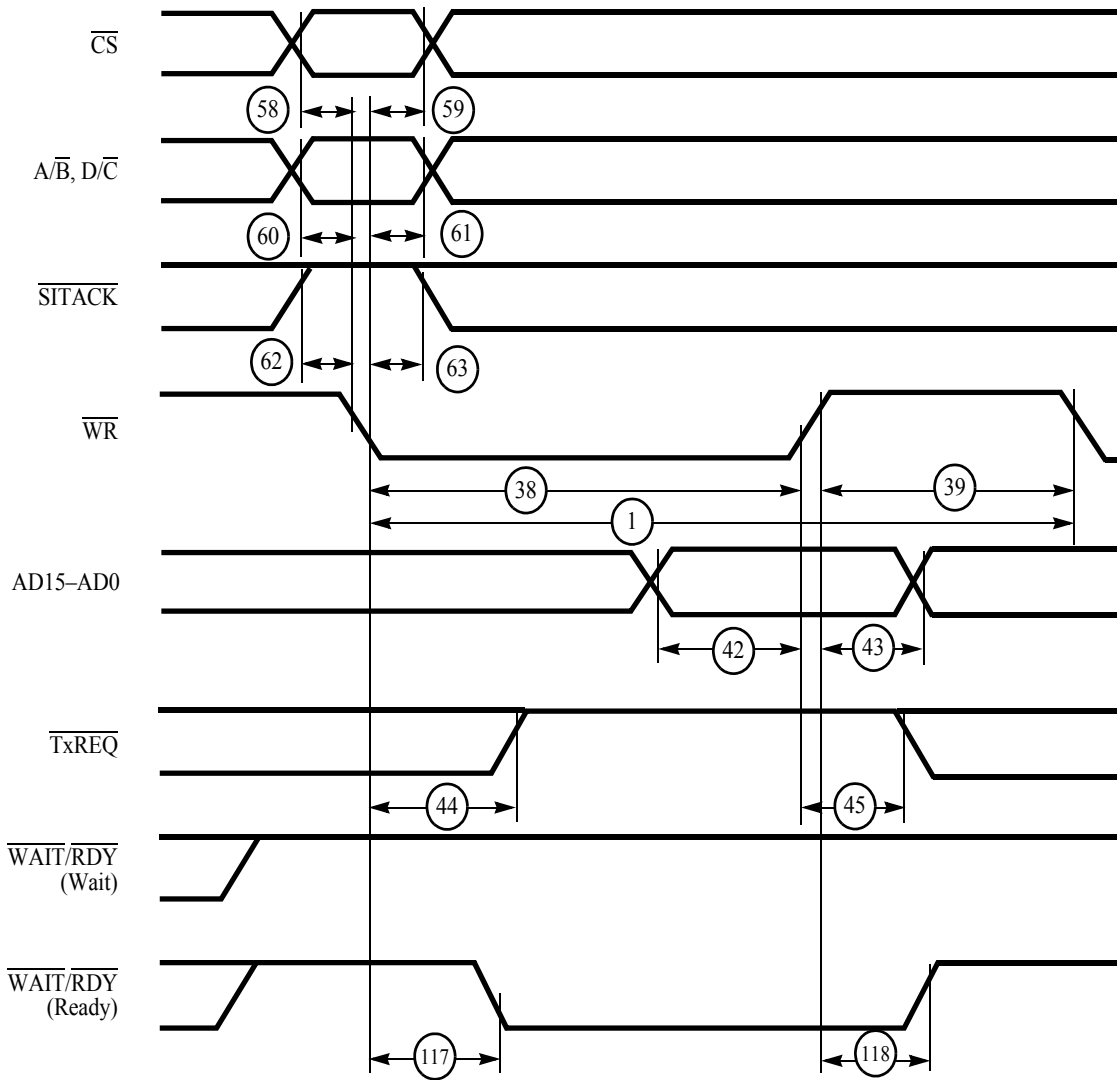 CS
58
59
A/B, D/C
60
61
SITACK
62
63
WR
38
39
1
AD15–AD0
42
43
TxREQ
44
45
WAIT/RDY
(Wait)
WAIT/RDY
(Ready)
117
118